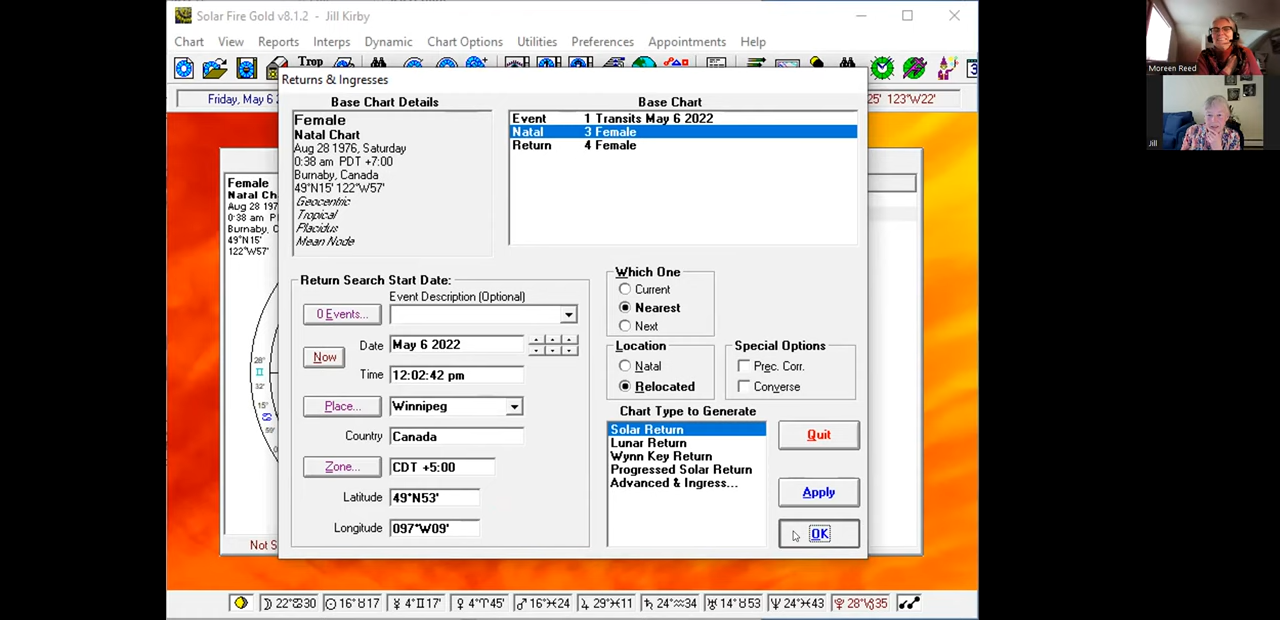 Solar Fire Gold v8.1.2 - Jill Kirby
Chart View Reports Interps Dynamic Chart Options Utilities Preferences Appointments Help
Trop
Friday, May 6
25' 123°W22'
Returns & Ingresses
Base Chart Details
Female
Natal Chart
Aug 28 1976, Saturday
0:38 am PDT +7:00
Burnaby, Canada
49°N15' 122°W57'
Geocentric
Tropical
Placidus
Mean Node
Base Chart
Event 1 Transits May 6 2022
Natal 3 Female
Return 4 Female
Female
Natal Ch
Aug 28 197
0:38 am P
Burnaby, C
49°N15'
122°W57'
28°
♊
32'
15°
♋
59'
Not S
Return Search Start Date:
Event Description (Optional)
0 Events...
Now
Date May 6 2022
Time 12:02:42 pm
Place... Winnipeg
Country Canada
Zone... CDT +5:00
Latitude 49°N53'
Longitude 097°W09'
Which One
Current
Nearest
Next
Location
Natal
Relocated
Special Options
Prec. Corr.
Converse
Chart Type to Generate
Solar Return
Lunar Return
Wynn Key Return
Progressed Solar Return
Advanced & Ingress...
Quit
Apply
OK
☽22°♋30' ☉16°♉17' ☿4°♊17' ♀4°♈45' ♂16°♓24' ♃29°♓11' ♄24°♒34' ♅14°♉53' ♆24°♓43' ♇28°♑35'
Moreen Reed
Jill